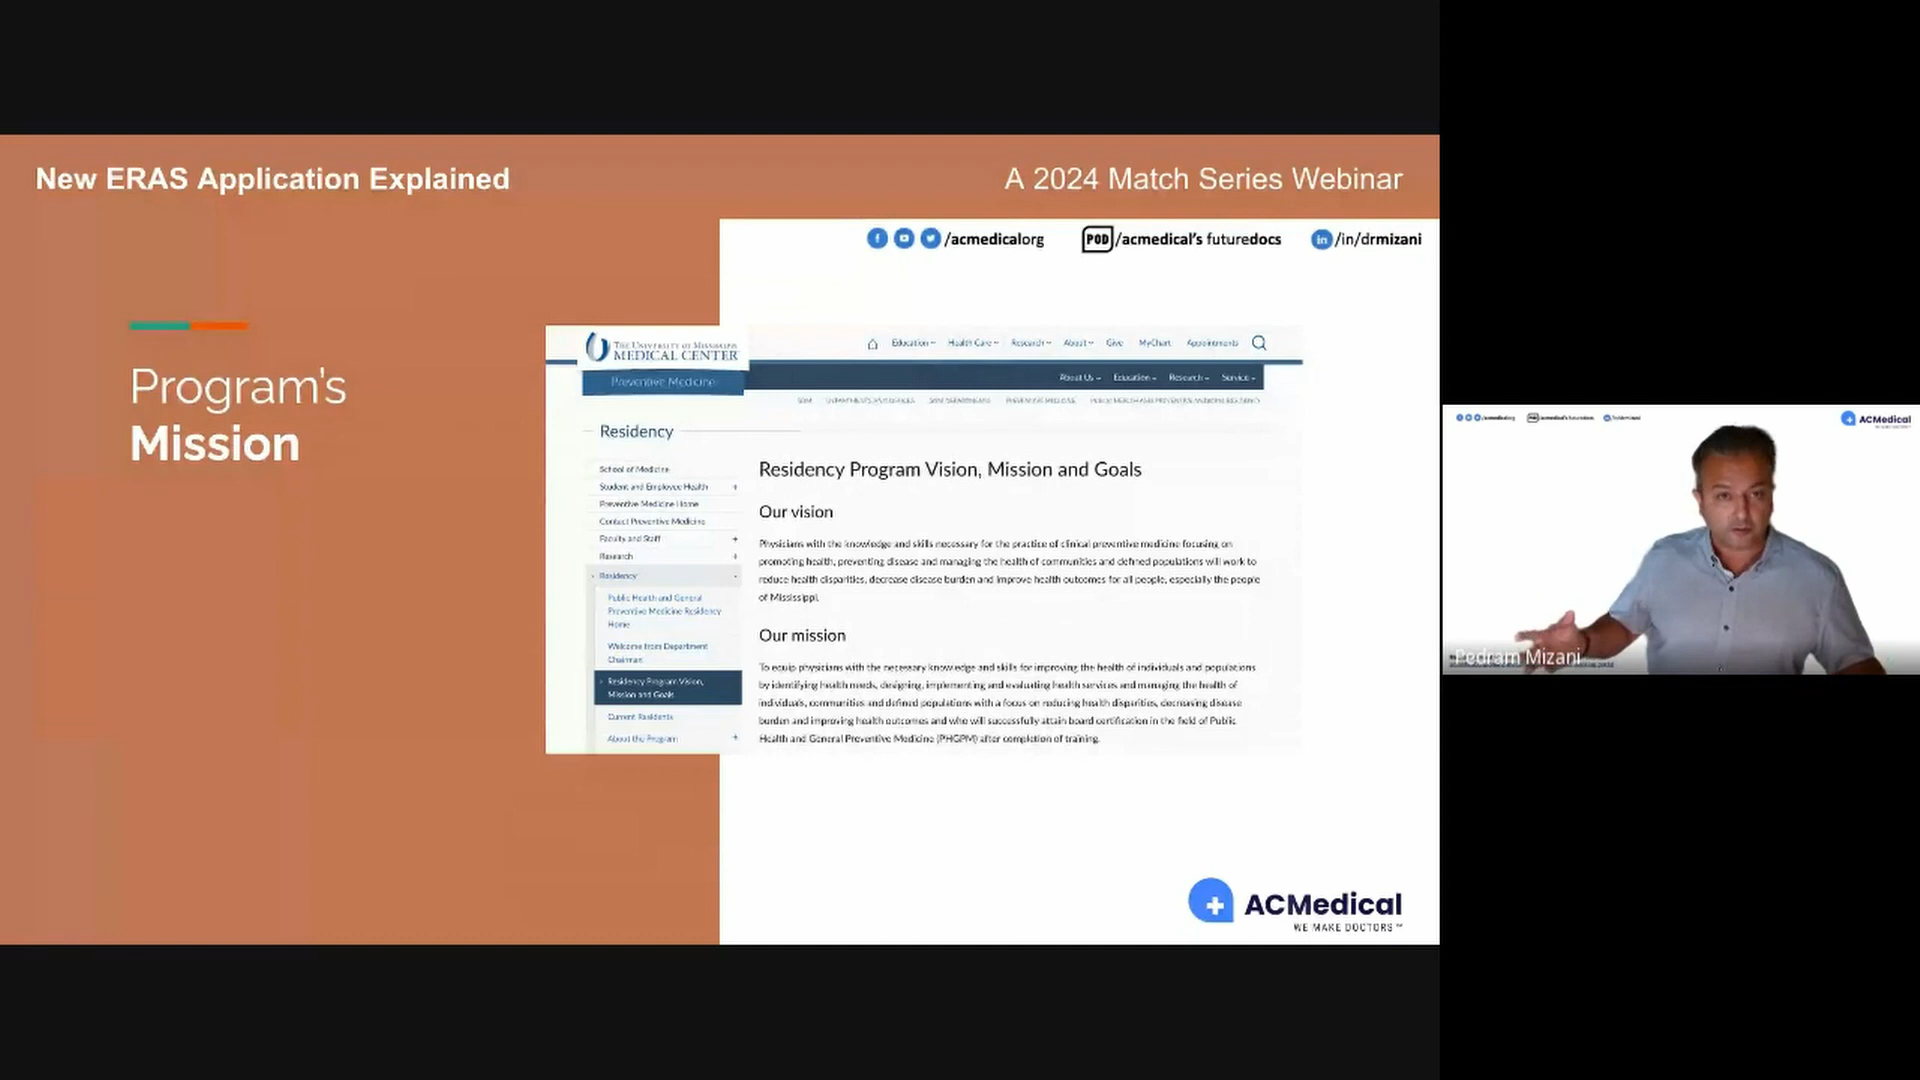 New ERAS Application Explained
A 2024 Match Series Webinar
/acmedicalorg
POD /acmedical's futuredocs
in /in/drmizani
Program's
Mission
THE UNIVERSITY OF MISSISSIPPI
MEDICAL CENTER
Preventive Medicine
Education
Health Care
Research
About
Give
MyChart
Appointments
About Us
Education
Research
Service
Residency
School of Medicine
Student and Employee Health +
Preventive Medicine Home
Contact Preventive Medicine
Faculty and Staff +
Research +
Residency -
Public Health and General
Preventive Medicine Residency
Home
Welcome from Department
Chairman
Residency Program Vision,
Mission and Goals
Current Residents
About the Program +
Residency Program Vision, Mission and Goals
Our vision
Physicians with the knowledge and skills necessary for the practice of clinical preventive medicine focusing on
promoting health, preventing disease and managing the health of communities and defined populations will work to
reduce health disparities, decrease disease burden and improve health outcomes for all people, especially the people
of Mississippi.
Our mission
To equip physicians with the necessary knowledge and skills for improving the health of individuals and populations
by identifying health needs, designing, implementing and evaluating health services and managing the health of
individuals, communities and defined populations with a focus on reducing health disparities, decreasing disease
burden and improving health outcomes and who will successfully attain board certification in the field of Public
Health and General Preventive Medicine (PHGPM) after completion of training.
ACMedical
WE MAKE DOCTORS™
ACMedical
Pedram Mizani